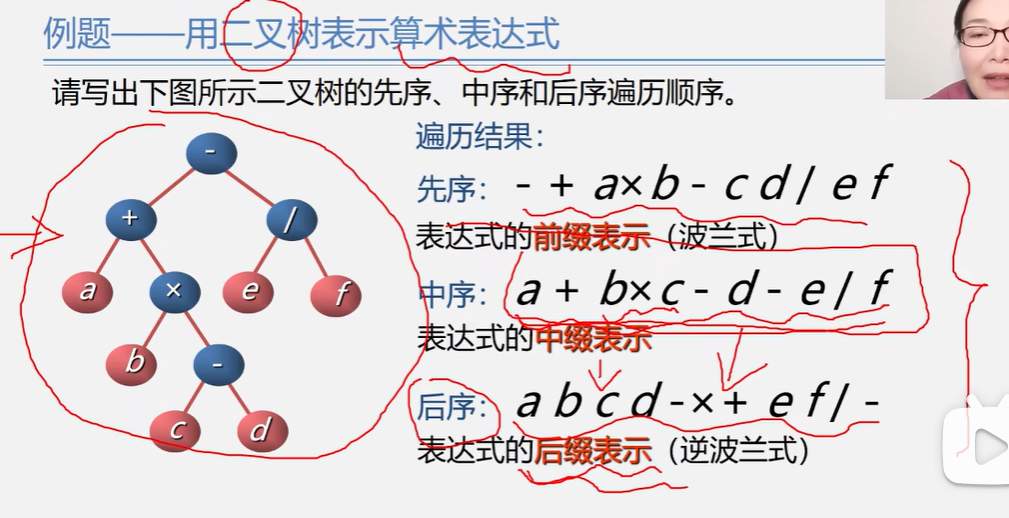 例题——用二叉树表示算术表达式
请写出下图所示二叉树的先序、中序和后序遍历顺序。
遍历结果：
先序： - + a×b - c d / e f
表达式的前缀表示（波兰式）
中序： a + b×c - d - e / f
表达式的中缀表示
后序： a b c d -×+ e f / -
表达式的后缀表示（逆波兰式）
-
+ /
a × e f
b -
c d